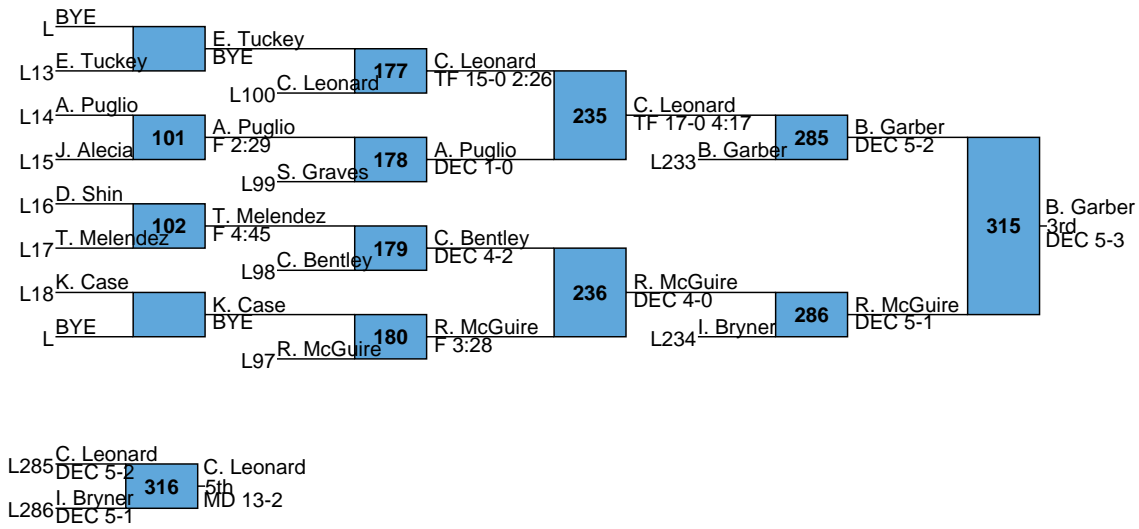 L BYE
L13 E. Tuckey
E. Tuckey
BYE
L100 C. Leonard
177
C. Leonard
TF 15-0 2:26
L14 A. Puglio
101
L15 J. Alecia
A. Puglio
F 2:29
L99 S. Graves
178
A. Puglio
DEC 1-0
235
C. Leonard
TF 17-0 4:17
L233 B. Garber
285
B. Garber
DEC 5-2
L16 D. Shin
102
L17 T. Melendez
T. Melendez
F 4:45
L98 C. Bentley
179
C. Bentley
DEC 4-2
L18 K. Case
L BYE
K. Case
BYE
L97 R. McGuire
180
R. McGuire
F 3:28
236
R. McGuire
DEC 4-0
L234 I. Bryner
286
R. McGuire
DEC 5-1
315
B. Garber
3rd
DEC 5-3
L285 C. Leonard
DEC 5-2
316
L286 I. Bryner
DEC 5-1
C. Leonard
5th
MD 13-2